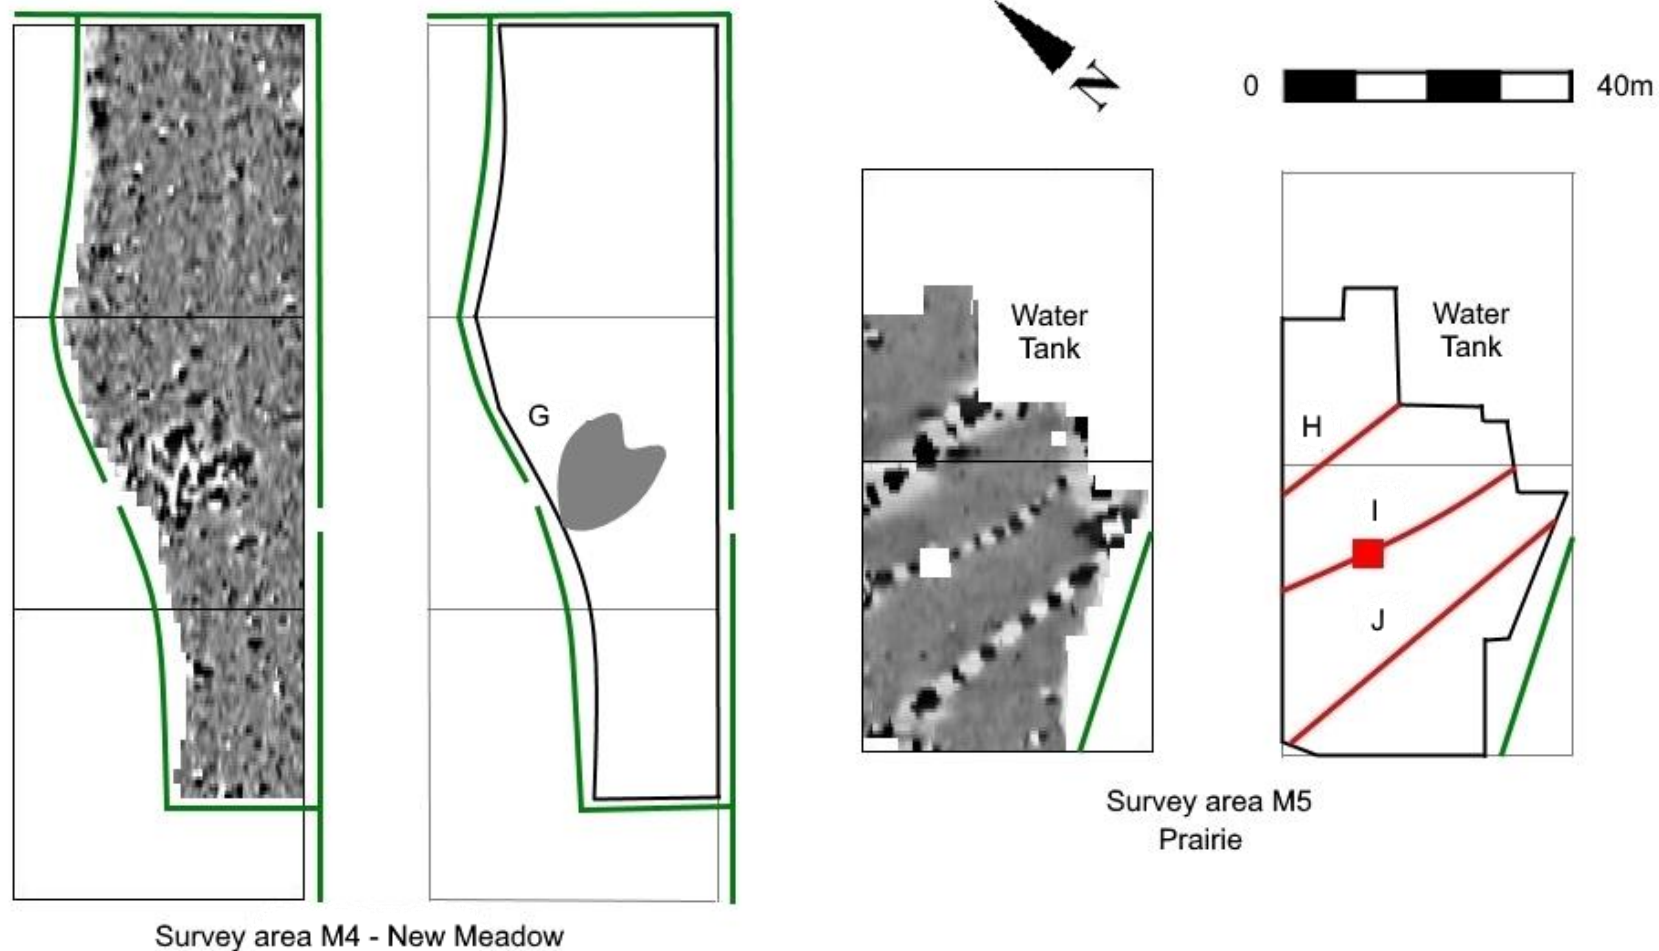 N
0
40m
Water
Tank
Water
Tank
G
H
I
J
Survey area M5
Prairie
Survey area M4 - New Meadow